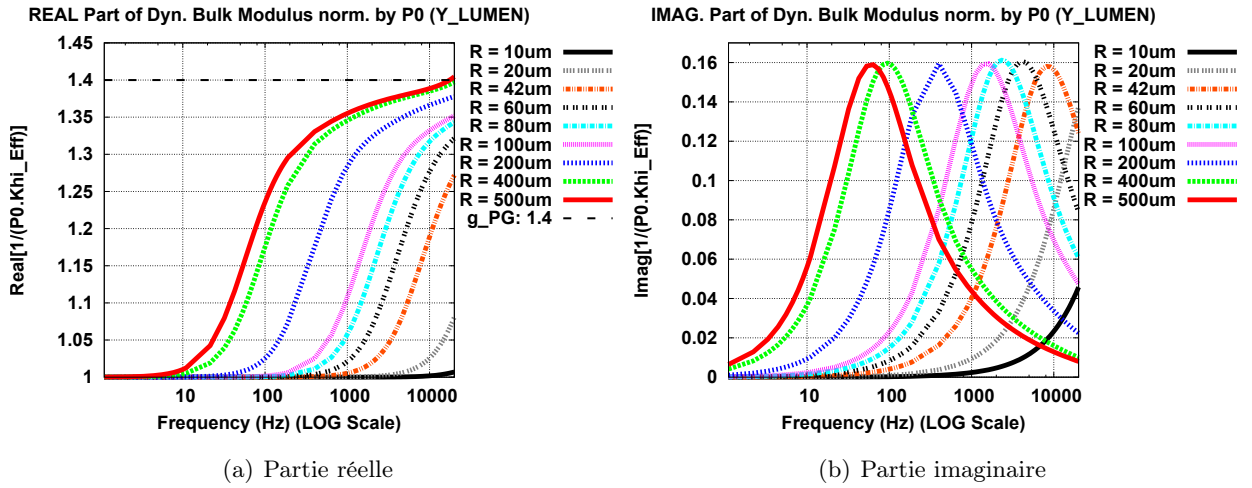 REAL Part of Dyn. Bulk Modulus norm. by P0 (Y_LUMEN)
1.45
1.4
1.35
1.3
1.25
1.2
1.15
1.1
1.05
1
Real[1/(P0.Khi_Eff)]
10
100
1000
10000
Frequency (Hz) (LOG Scale)
R = 10um
R = 20um
R = 42um
R = 60um
R = 80um
R = 100um
R = 200um
R = 400um
R = 500um
g_PG: 1.4
(a) Partie réelle
IMAG. Part of Dyn. Bulk Modulus norm. by P0 (Y_LUMEN)
0.16
0.14
0.12
0.1
0.08
0.06
0.04
0.02
0
Imag[1/(P0.Khi_Eff)]
10
100
1000
10000
Frequency (Hz) (LOG Scale)
R = 10um
R = 20um
R = 42um
R = 60um
R = 80um
R = 100um
R = 200um
R = 400um
R = 500um
(b) Partie imaginaire